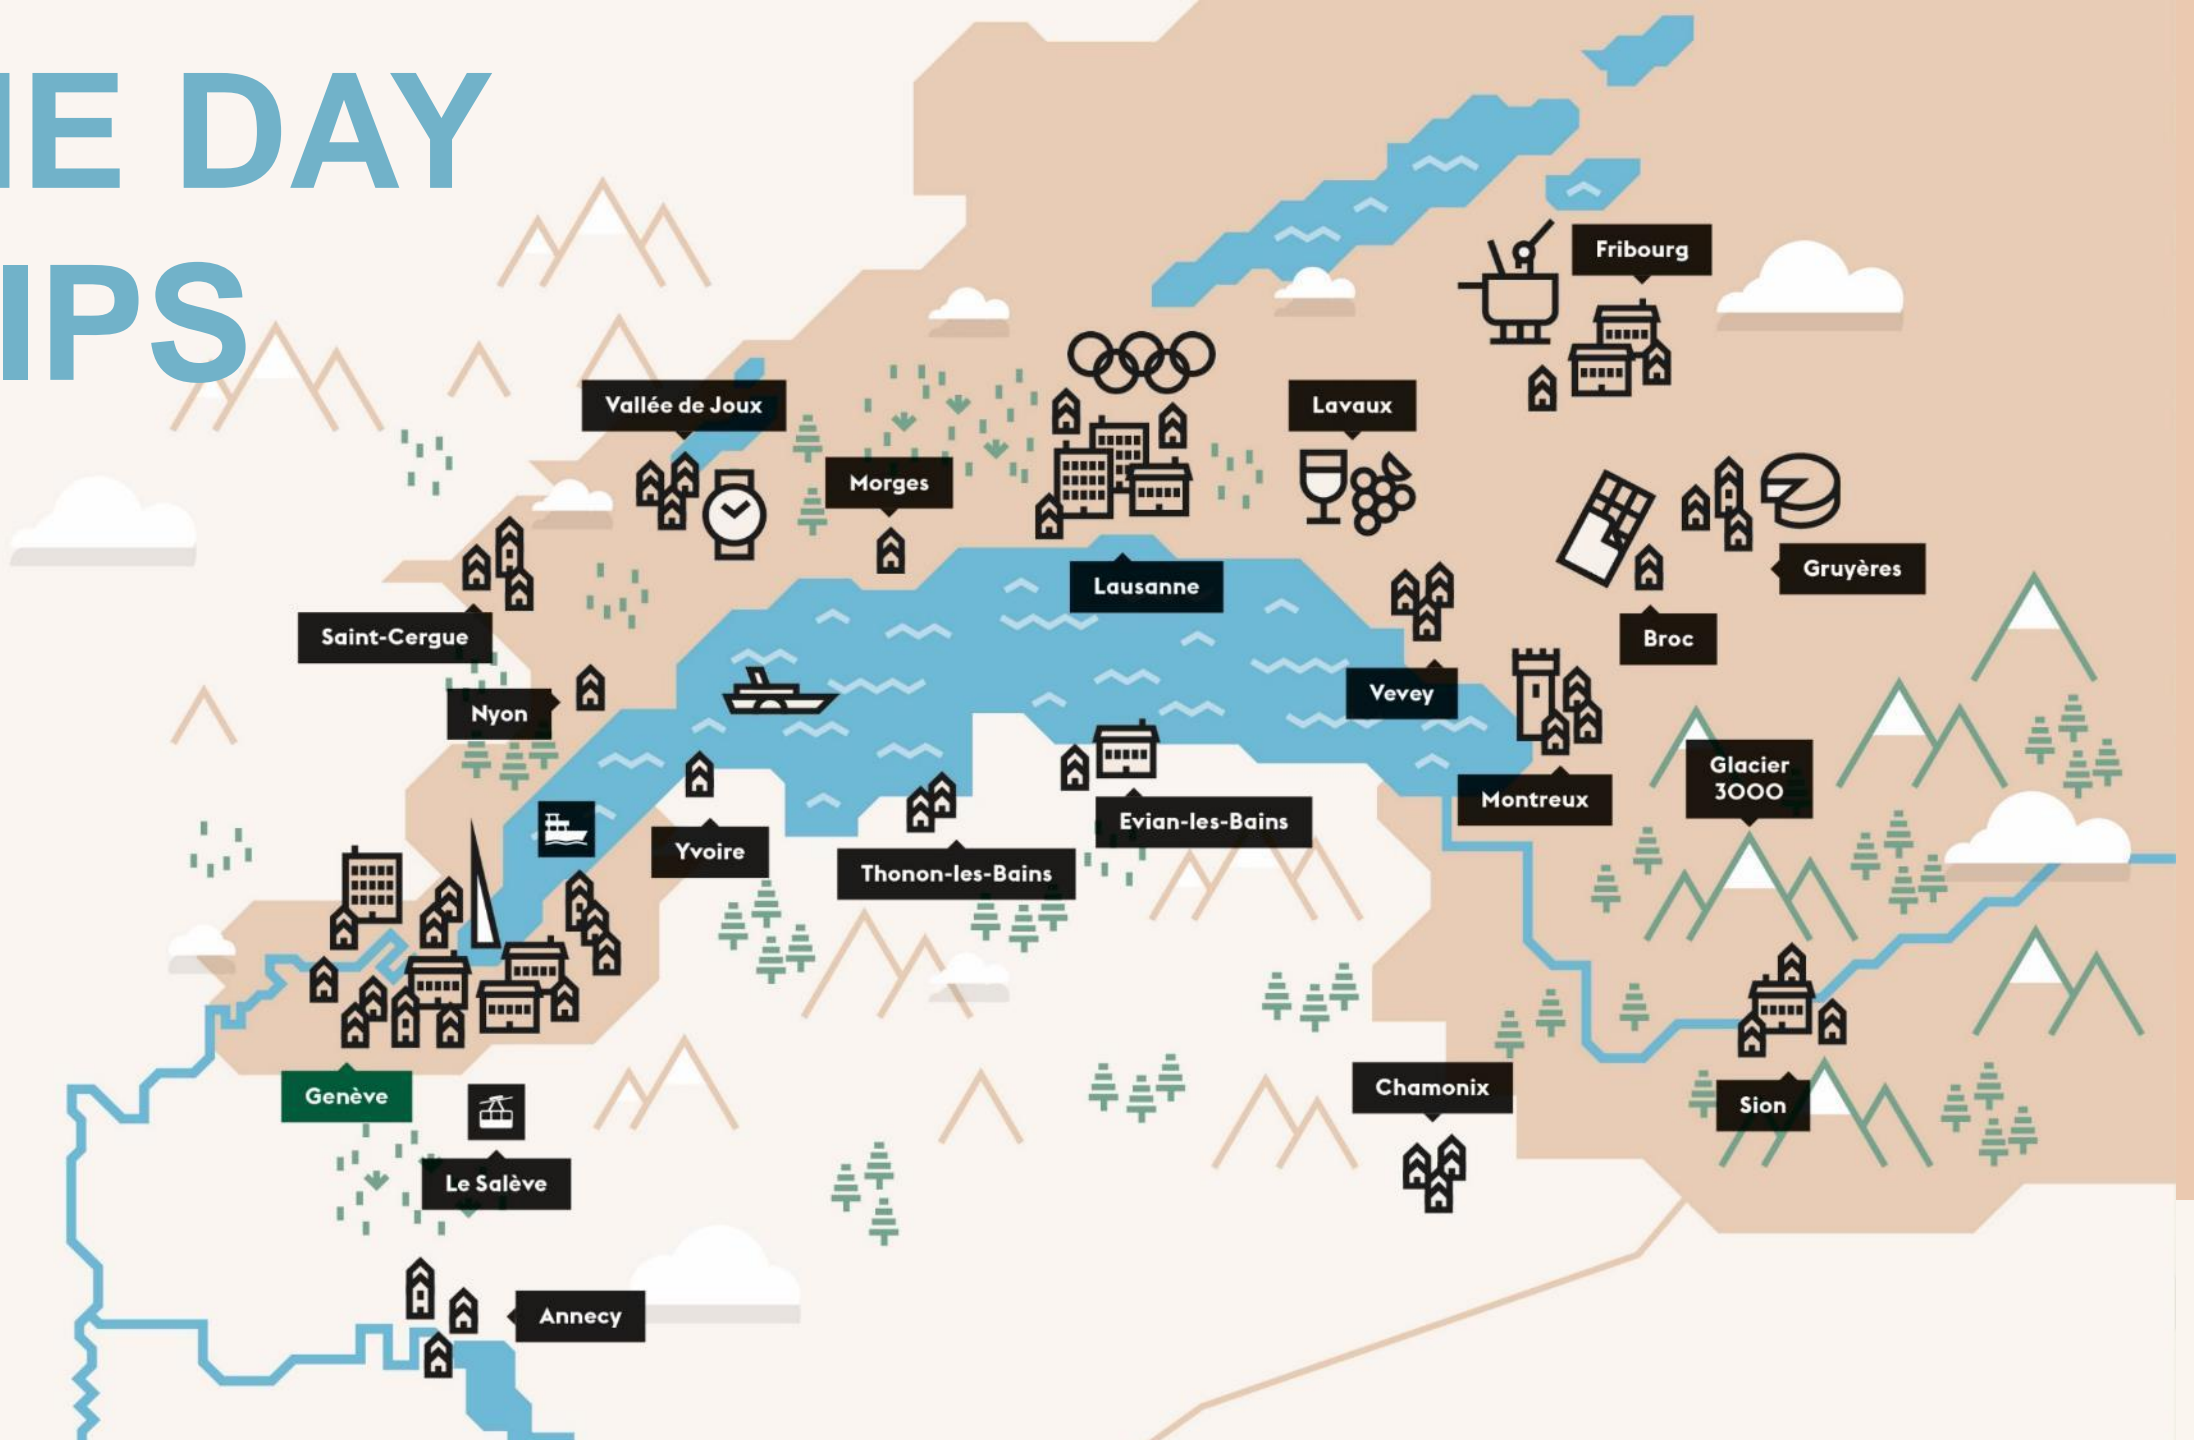 IE DAY
IPS
Fribourg
Vallée de Joux
Lavaux
Morges
Lausanne
Gruyères
Saint-Cergue
Broc
Nyon
Vevey
Glacier
3000
Montreux
Evian-les-Bains
Yvoire
Thonon-les-Bains
Genève
Chamonix
Sion
Le Salève
Annecy